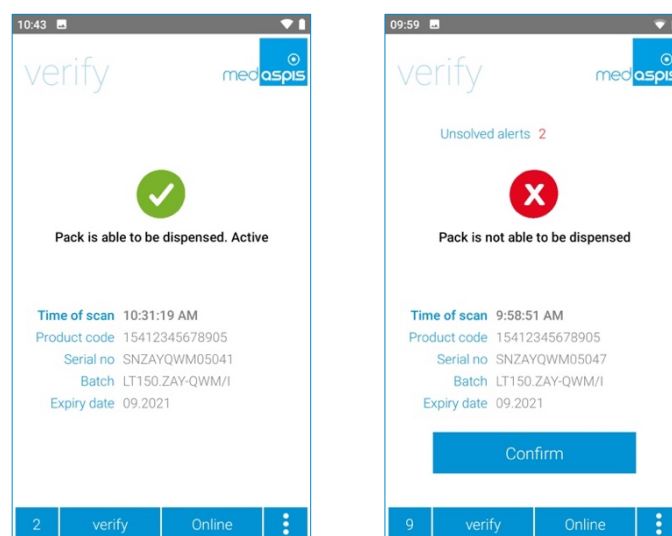 10:43
verify
medaspis
Pack is able to be dispensed. Active
Time of scan 10:31:19 AM
Product code 15412345678905
Serial no SNZAYQWM05041
Batch LT150.ZAY-QWM/I
Expiry date 09.2021
2 verify Online
09:59
verify
medaspis
Unsolved alerts 2
Pack is not able to be dispensed
Time of scan 9:58:51 AM
Product code 15412345678905
Serial no SNZAYQWM05047
Batch LT150.ZAY-QWM/I
Expiry date 09.2021
Confirm
9 verify Online